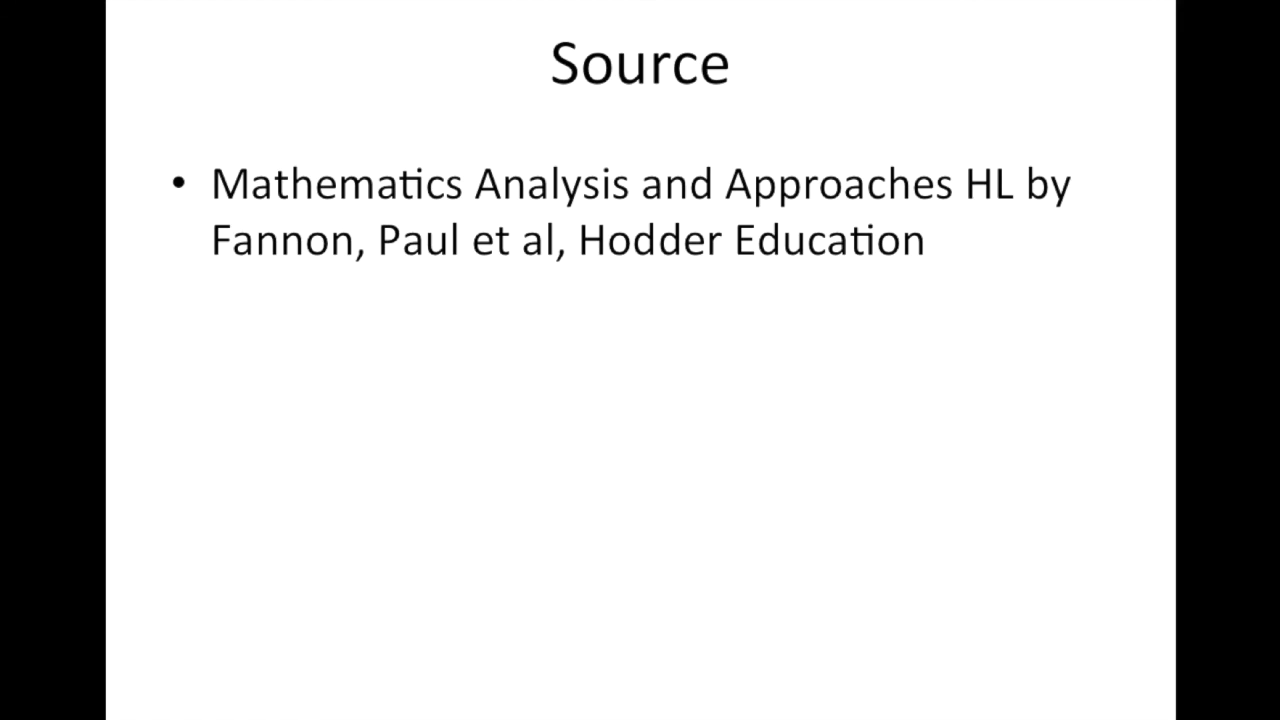 Source
• Mathematics Analysis and Approaches HL by
Fannon, Paul et al, Hodder Education